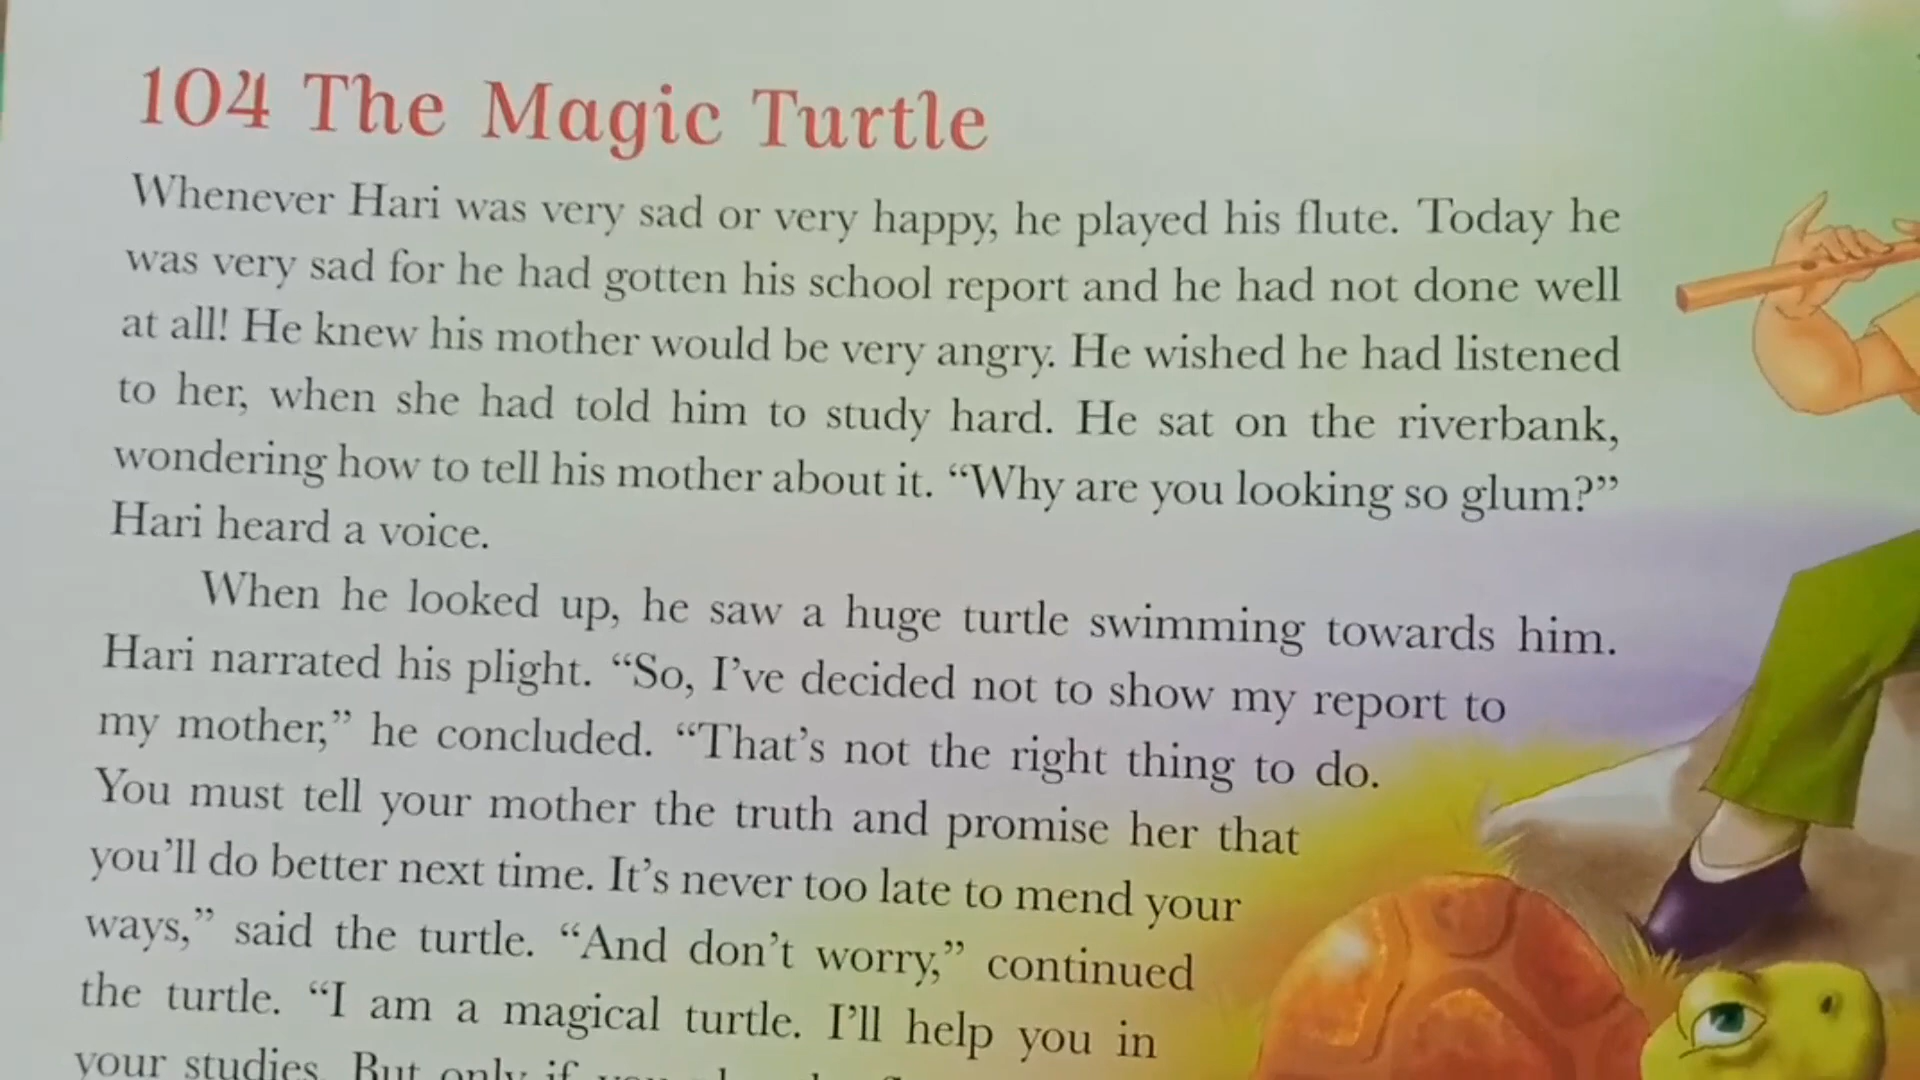 104 The Magic Turtle
Whenever Hari was very sad or very happy, he played his flute. Today he
was very sad for he had gotten his school report and he had not done well
at all! He knew his mother would be very angry. He wished he had listened
to her, when she had told him to study hard. He sat on the riverbank,
wondering how to tell his mother about it. “Why are you looking so glum?”
Hari heard a voice.
When he looked up, he saw a huge turtle swimming towards him.
Hari narrated his plight. “So, I’ve decided not to show my report to
my mother,” he concluded. “That’s not the right thing to do.
You must tell your mother the truth and promise her that
you’ll do better next time. It’s never too late to mend your
ways,” said the turtle. “And don’t worry,” continued
the turtle. “I am a magical turtle. I’ll help you in
your studies. But only if